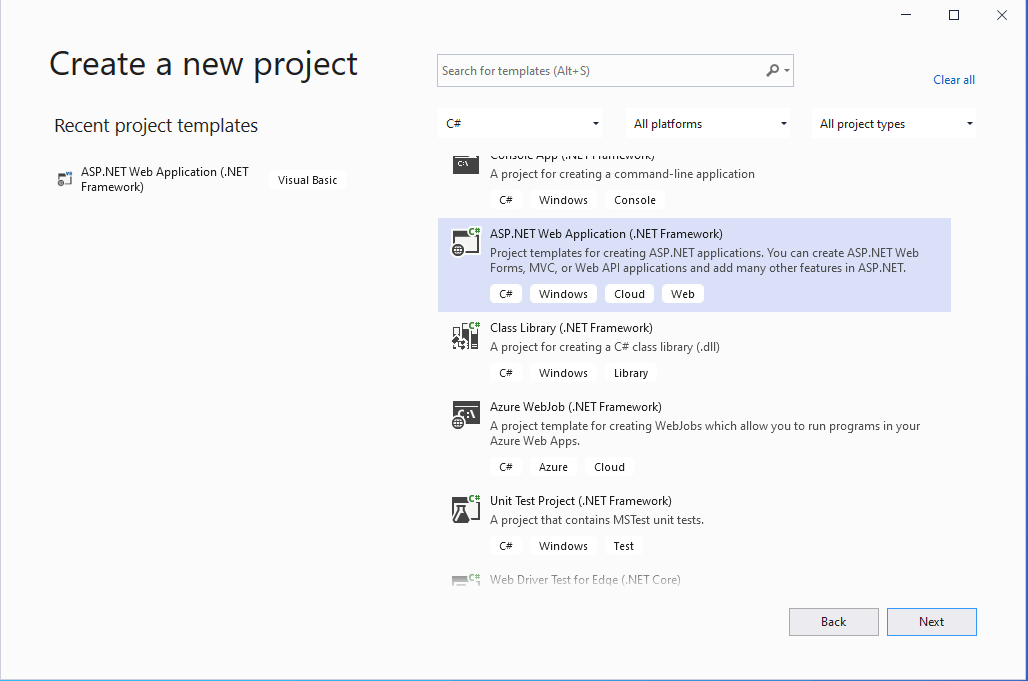 Create a new project
Search for templates (Alt+S)
Clear all
Recent project templates
C#
All platforms
All project types
ASP.NET Web Application (.NET
Framework)
Visual Basic
Console App (.NET Framework)
A project for creating a command-line application
C# Windows Console
ASP.NET Web Application (.NET Framework)
Project templates for creating ASP.NET applications. You can create ASP.NET Web
Forms, MVC, or Web API applications and add many other features in ASP.NET.
C# Windows Cloud Web
Class Library (.NET Framework)
A project for creating a C# class library (.dll)
C# Windows Library
Azure WebJob (.NET Framework)
A project template for creating WebJobs which allow you to run programs in your
Azure Web Apps.
C# Azure Cloud
Unit Test Project (.NET Framework)
A project that contains MSTest unit tests.
C# Windows Test
Web Driver Test for Edge (.NET Core)
Back
Next